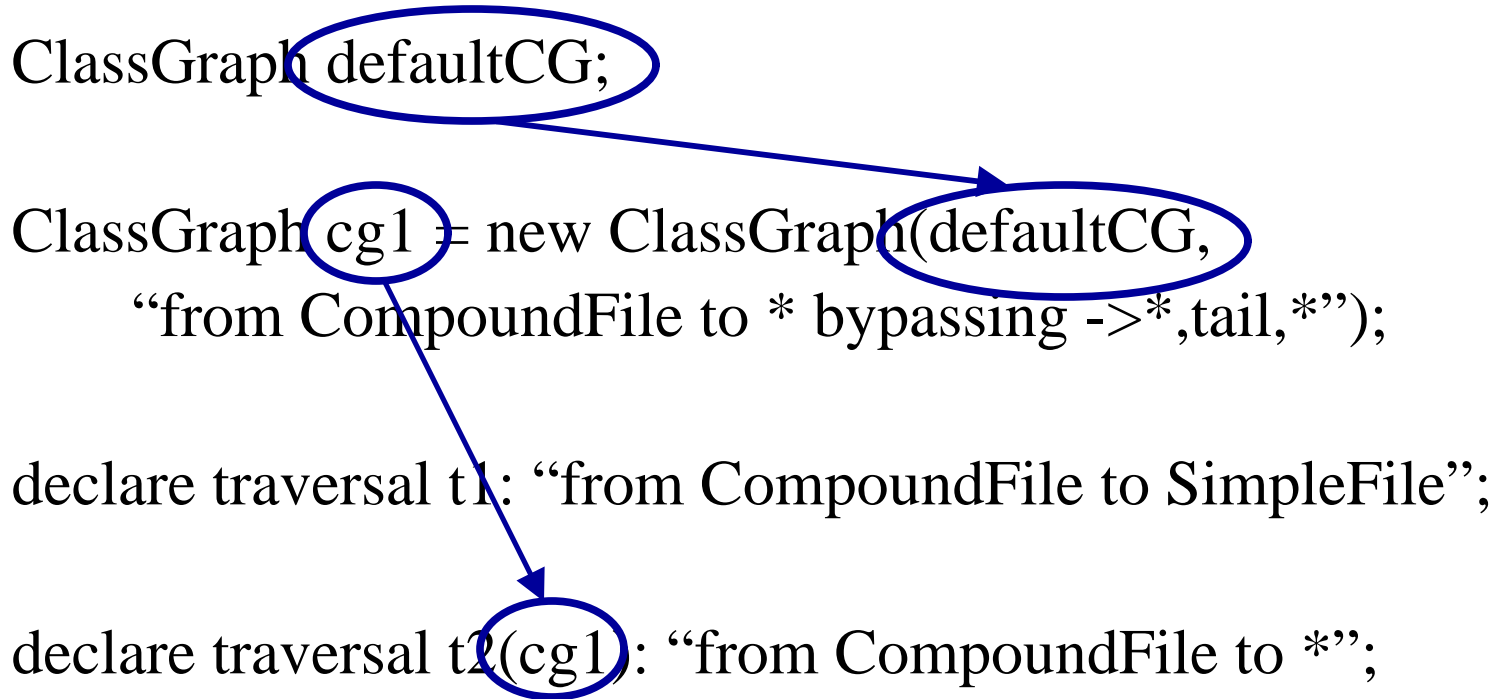 ClassGraph defaultCG;
ClassGraph cg1 = new ClassGraph(defaultCG,
“from CompoundFile to * bypassing ->*,tail,*”);
declare traversal t1: “from CompoundFile to SimpleFile”;
declare traversal t2(cg1): “from CompoundFile to *”;